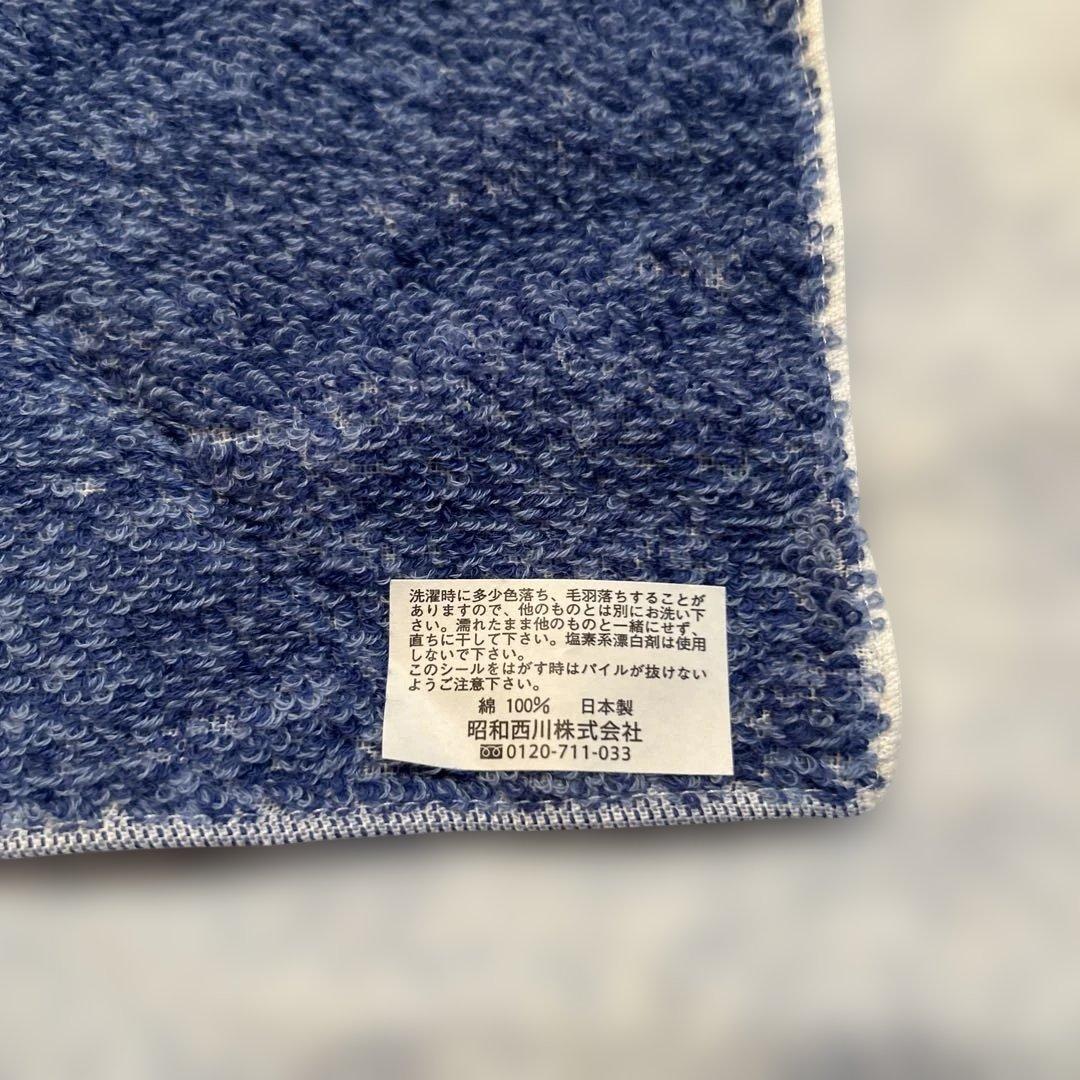 洗濯時に多少色落ち、毛羽落ちすることが
ありますので、他のものとは別にお洗い下
さい。濡れたまま他のものと一緒にせず、
直ちに干して下さい。塩素系漂白剤は使用
しないで下さい。
このシールをはがす時はパイルが抜けない
ようご注意下さい。
綿 100% 日本製
昭和西川株式会社
0120-711-033